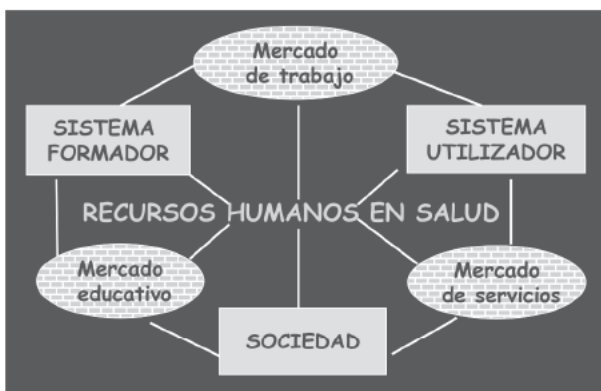 Mercado
de trabajo
SISTEMA
FORMADOR
SISTEMA
UTILIZADOR
RECURSOS HUMANOS EN SALUD
Mercado
educativo
Mercado
de servicios
SOCIEDAD